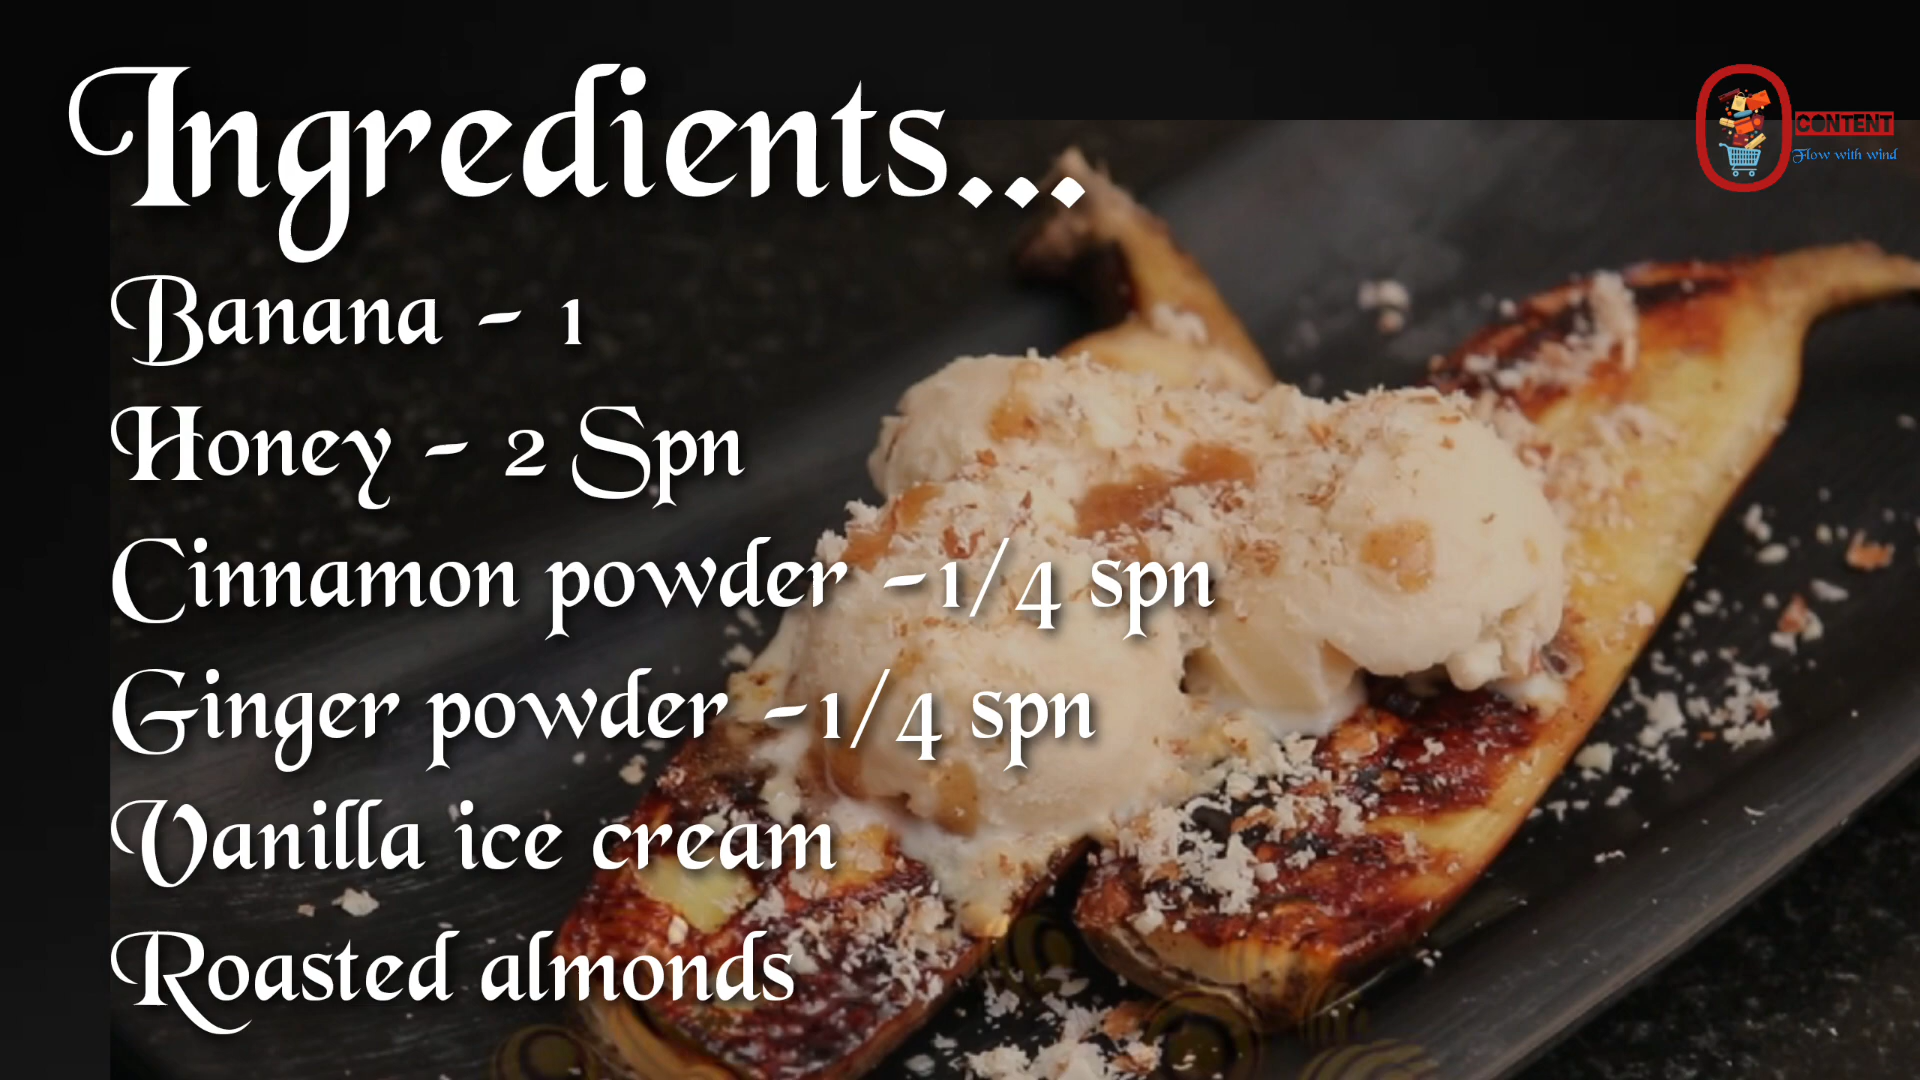 Ingredients...
CONTENT
Flow with wind
Banana - 1
Honey - 2 Spn
Cinnamon powder -1/4 spn
Ginger powder -1/4 spn
Vanilla ice cream
Roasted almonds